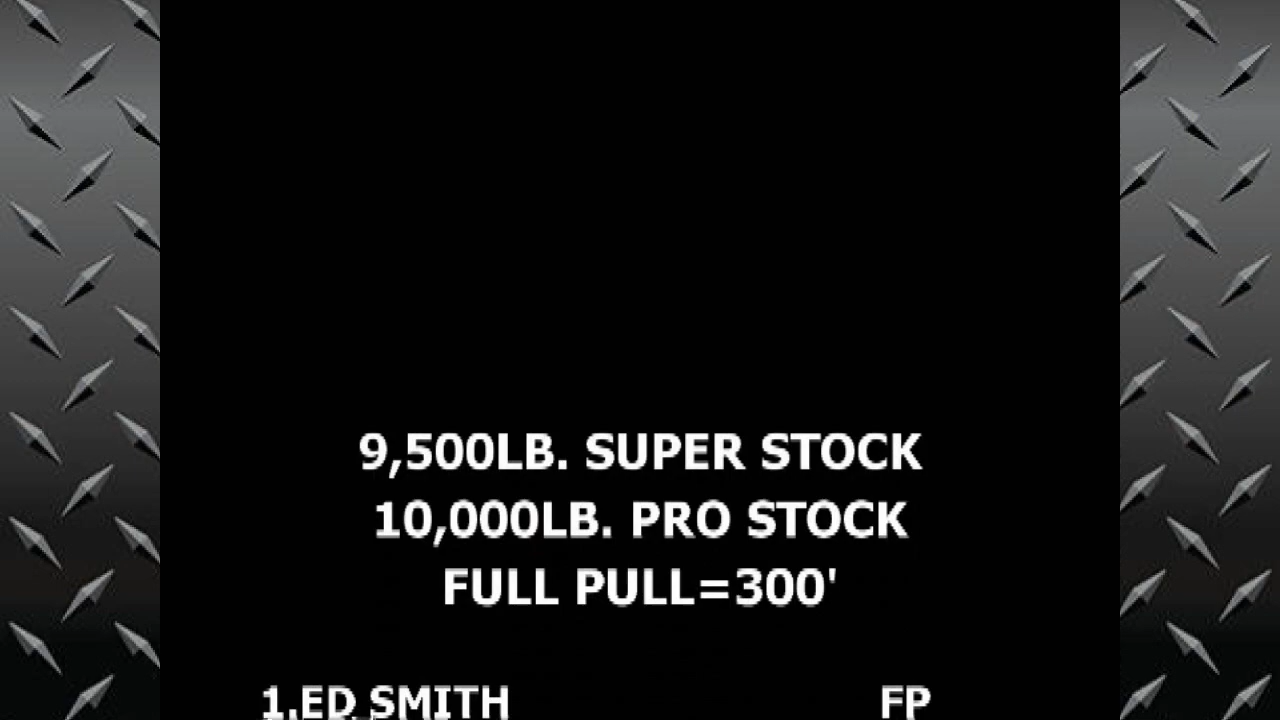 9,500LB. SUPER STOCK
10,000LB. PRO STOCK
FULL PULL=300'
1.ED SMITH FP